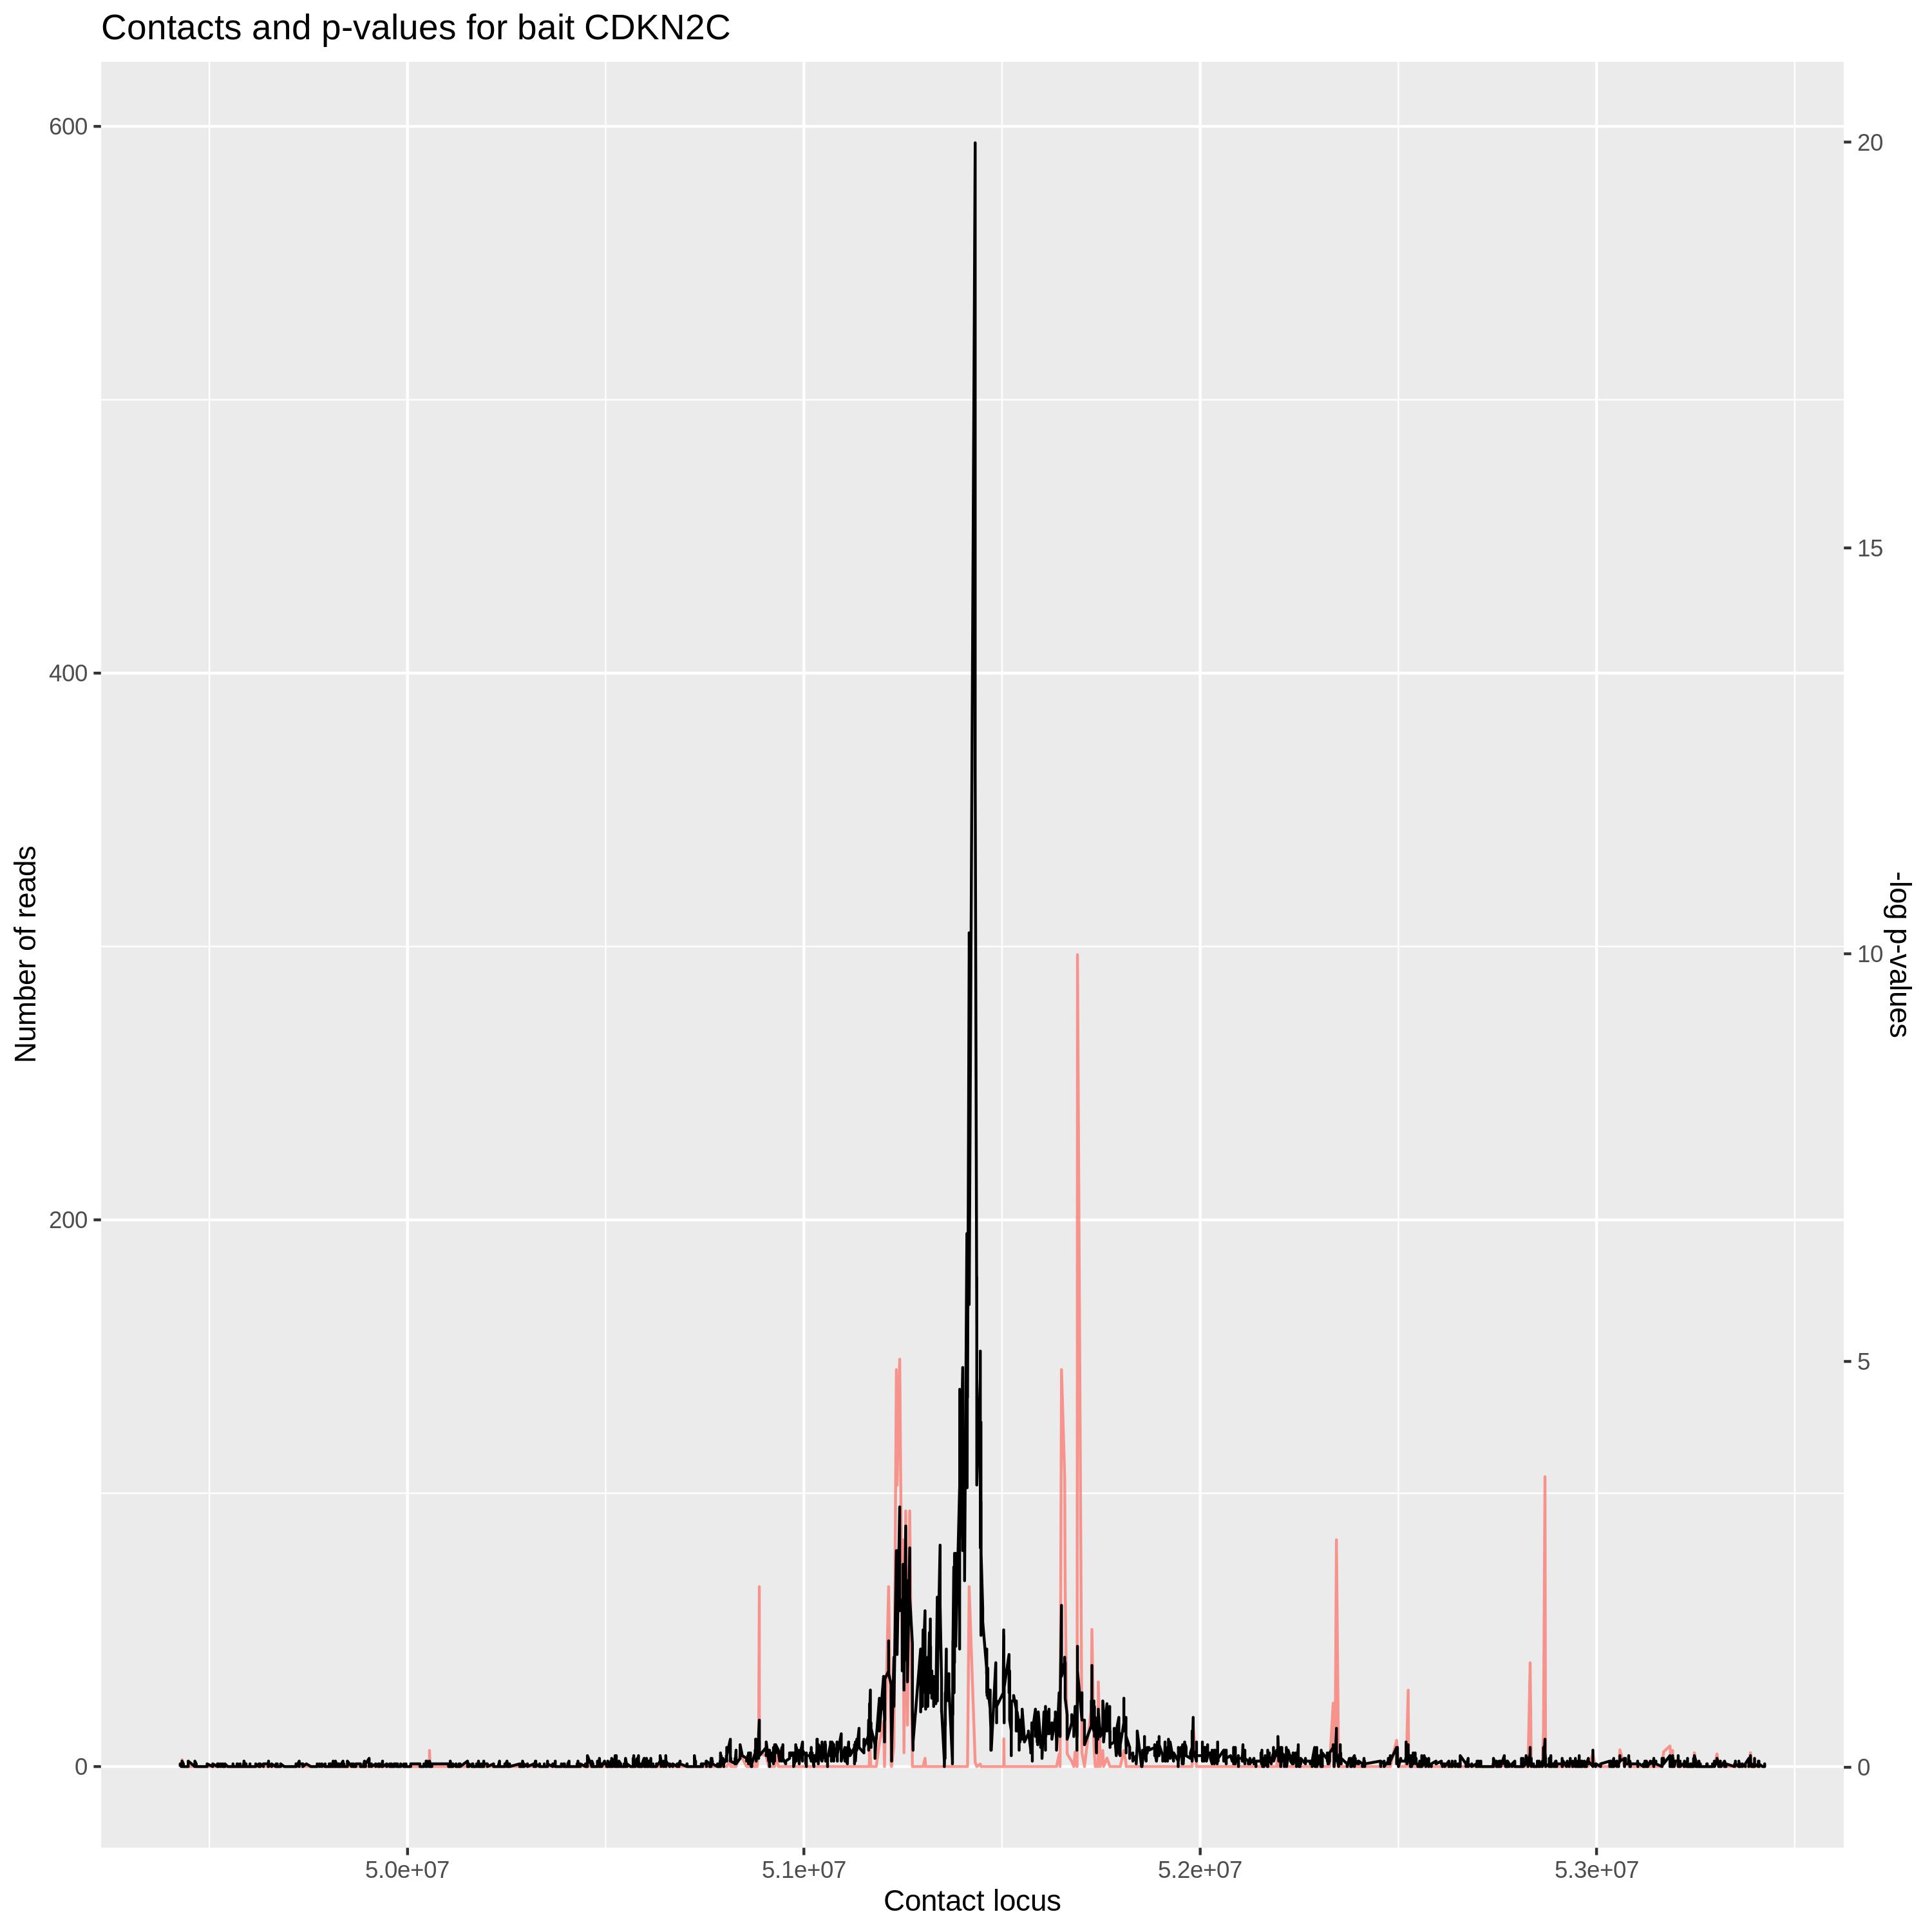 Contacts and p-values for bait CDKN2C
600
400
200
0
Number of reads
20
15
10
5
0
-log p-values
5.0e+07
5.1e+07
5.2e+07
5.3e+07
Contact locus